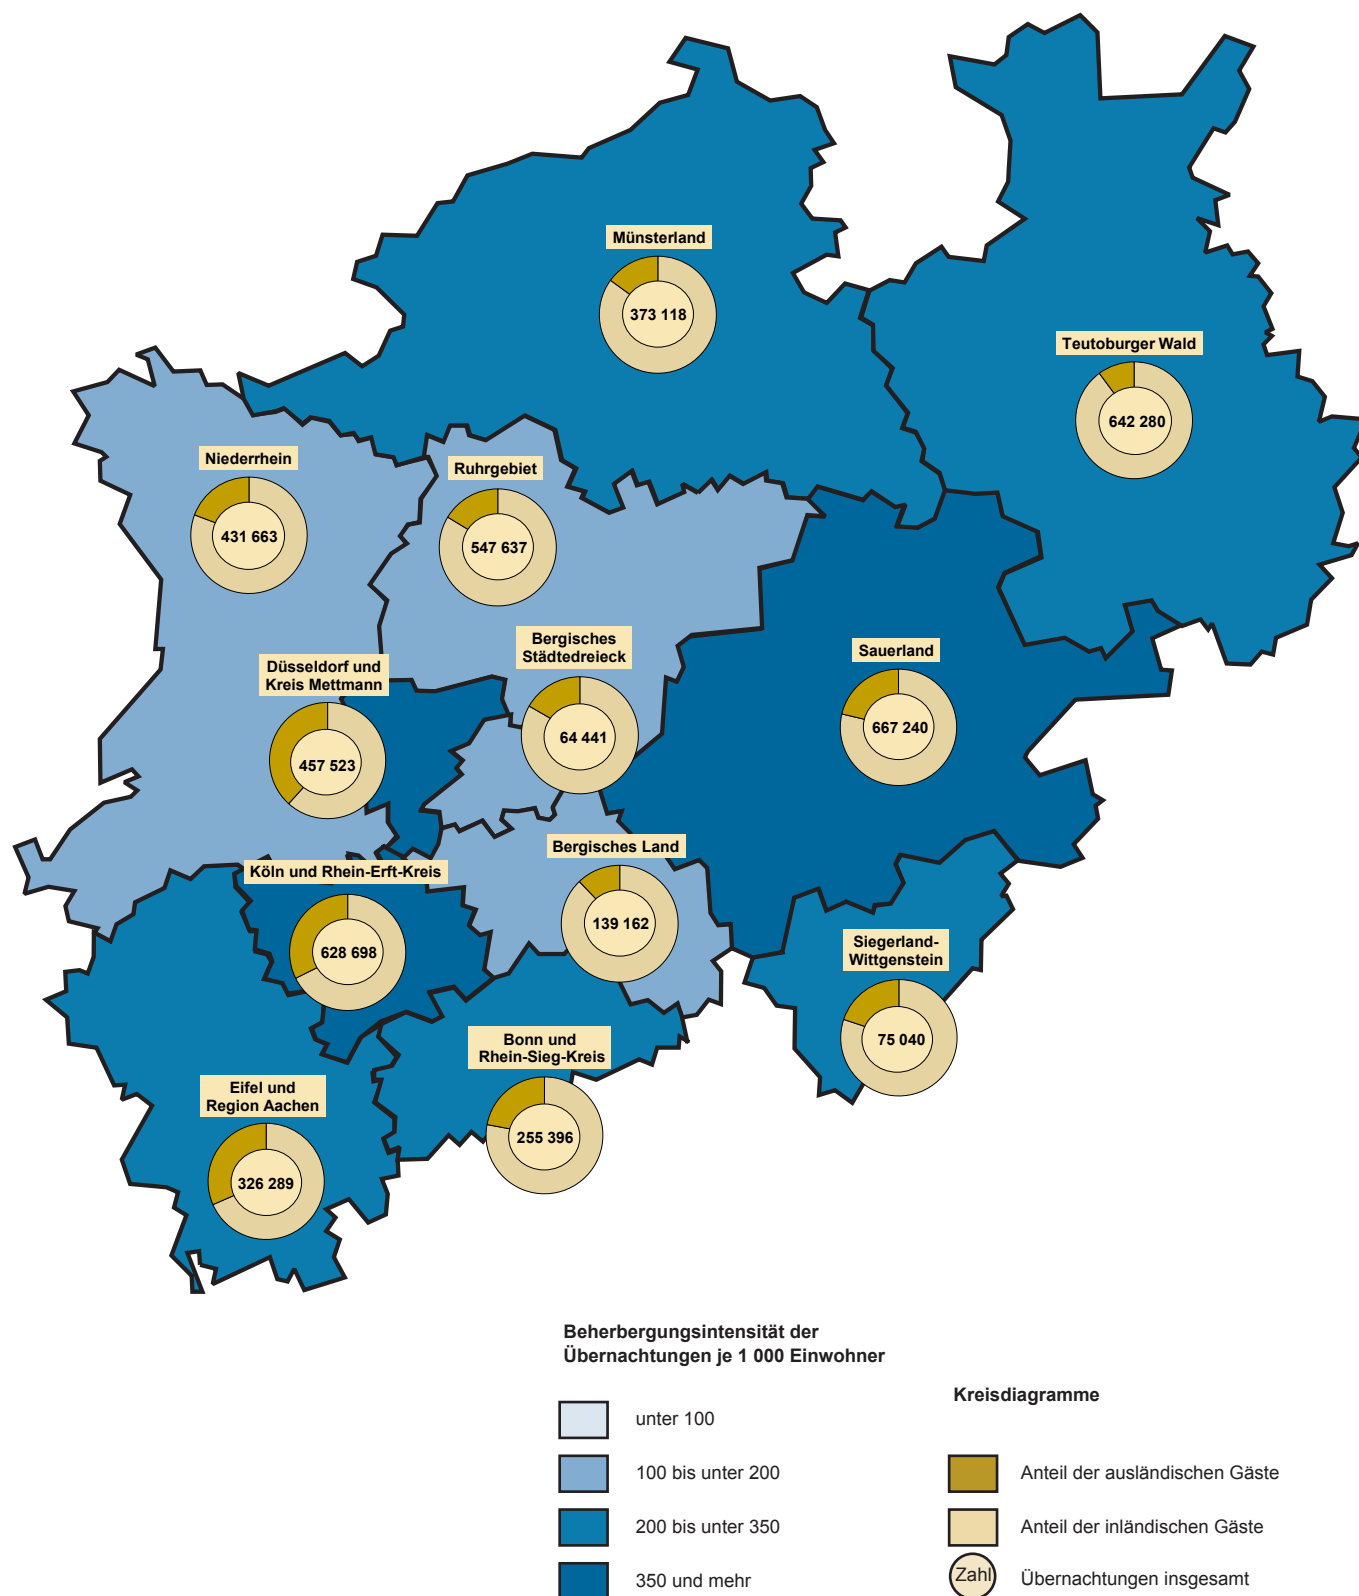 Münsterland
373 118
Teutoburger Wald
642 280
Niederrhein
431 663
Ruhrgebiet
547 637
Bergisches
Städtedreieck
64 441
Düsseldorf und
Kreis Mettmann
457 523
Sauerland
667 240
Köln und Rhein-Erft-Kreis
628 698
Bergisches Land
139 162
Siegerland-
Wittgenstein
75 040
Bonn und
Rhein-Sieg-Kreis
255 396
Eifel und
Region Aachen
326 289
Beherbergungsintensität der
Übernachtungen je 1 000 Einwohner
unter 100
100 bis unter 200
200 bis unter 350
350 und mehr
Kreisdiagramme
Anteil der ausländischen Gäste
Anteil der inländischen Gäste
Zahl
Übernachtungen insgesamt